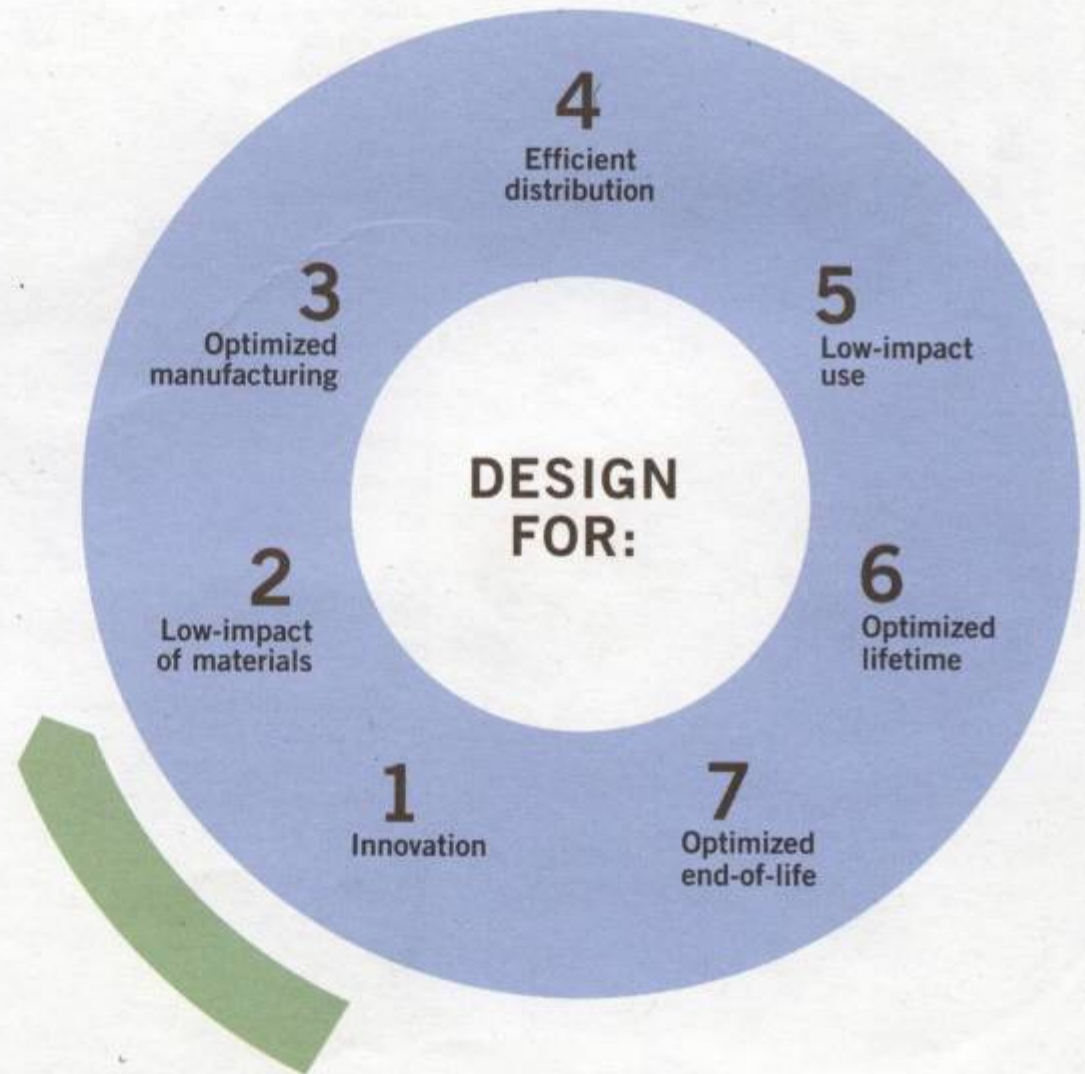 DESIGN
FOR:
1
Innovation
2
Low-impact
of materials
3
Optimized
manufacturing
4
Efficient
distribution
5
Low-impact
use
6
Optimized
lifetime
7
Optimized
end-of-life